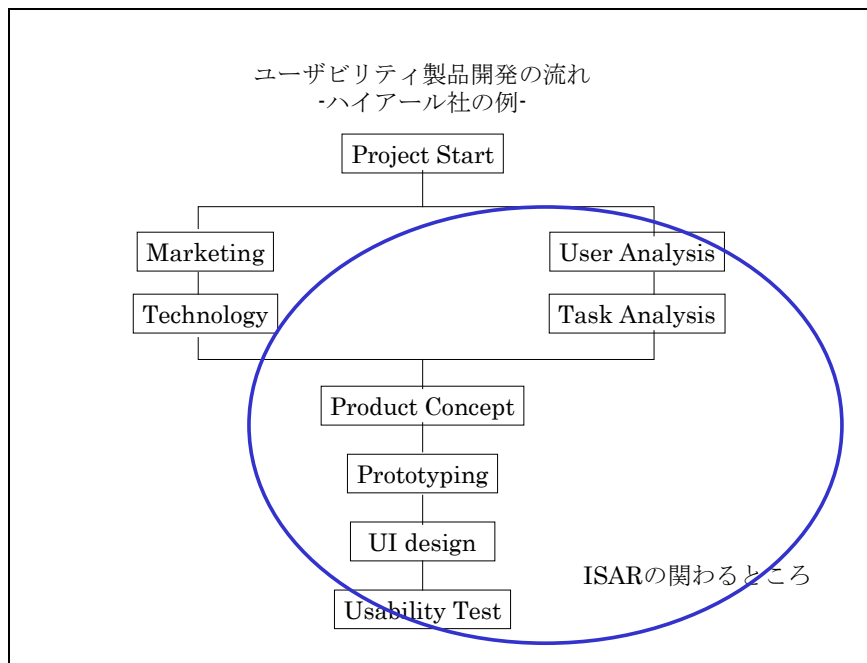 ユーザビリティ製品開発の流れ
-ハイアール社の例-
Project Start
Marketing
User Analysis
Technology
Task Analysis
Product Concept
Prototyping
UI design
ISARの関わるところ
Usability Test